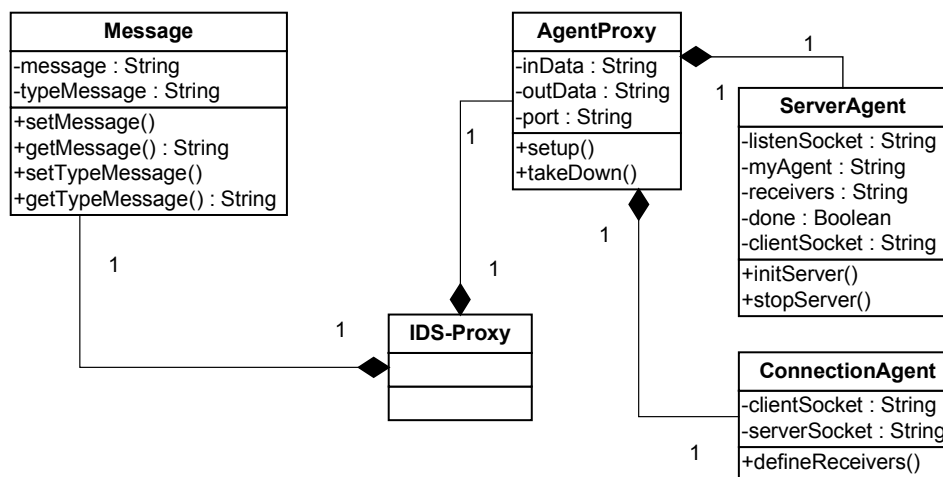 Message
-message : String
-typeMessage : String
+setMessage()
+getMessage() : String
+setTypeMessage()
+getTypeMessage() : String
AgentProxy
-inData : String
-outData : String
-port : String
+setup()
+takeDown()
1
1
ServerAgent
-listenSocket : String
-myAgent : String
-receivers : String
-done : Boolean
-clientSocket : String
+initServer()
+stopServer()
1
1
1
1
1
IDS-Proxy
ConnectionAgent
-clientSocket : String
-serverSocket : String
+defineReceivers()
1